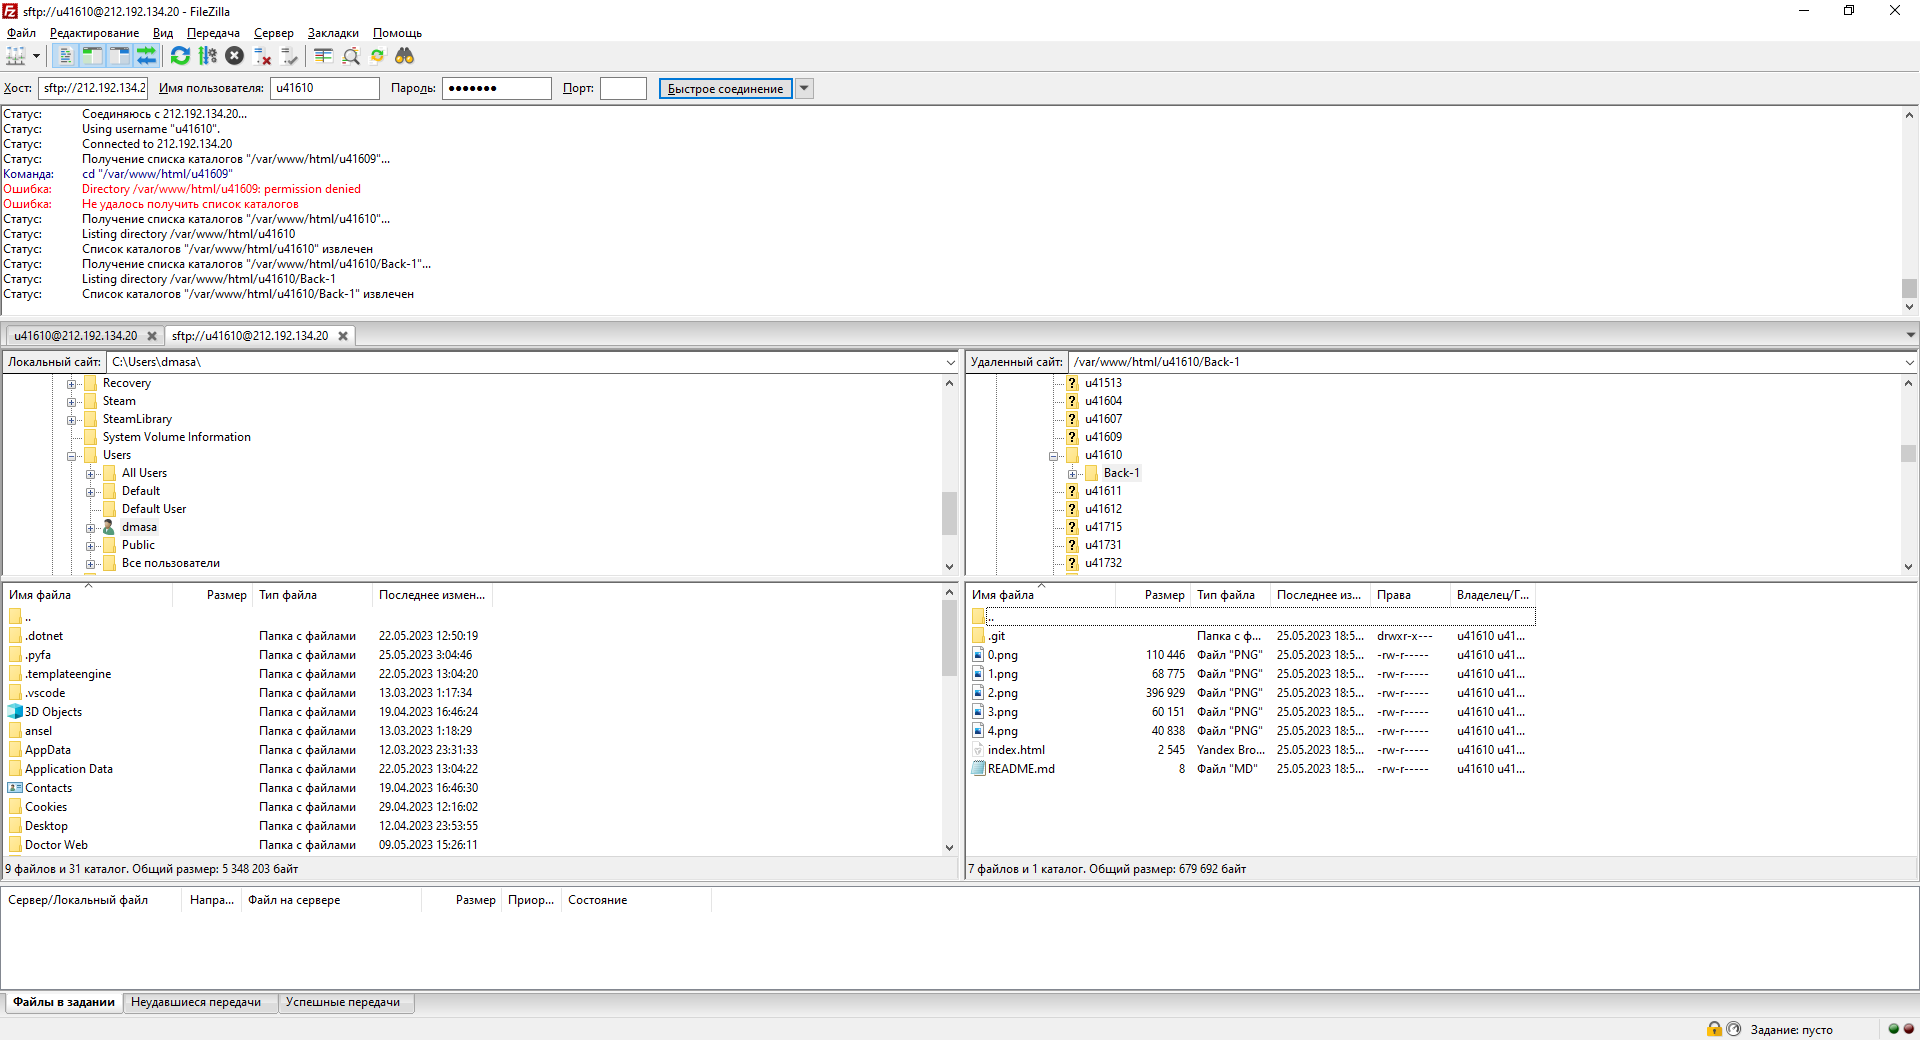 sftp://u41610@212.192.134.20 - FileZilla
Файл Редактирование Вид Передача Сервер Закладки Помощь
Хост: sftp://212.192.134.2 Имя пользователя: u41610 Пароль: ●●●●●●● Порт: Быстрое соединение
Статус: Соединяюсь с 212.192.134.20...
Статус: Using username "u41610".
Статус: Connected to 212.192.134.20
Статус: Получение списка каталогов "/var/www/html/u41609"...
Команда: cd "/var/www/html/u41609"
Ошибка: Directory /var/www/html/u41609: permission denied
Ошибка: Не удалось получить список каталогов
Статус: Получение списка каталогов "/var/www/html/u41610"...
Статус: Listing directory /var/www/html/u41610
Статус: Список каталогов "/var/www/html/u41610" извлечен
Статус: Получение списка каталогов "/var/www/html/u41610/Back-1"...
Статус: Listing directory /var/www/html/u41610/Back-1
Статус: Список каталогов "/var/www/html/u41610/Back-1" извлечен
u41610@212.192.134.20 sftp://u41610@212.192.134.20
Локальный сайт: C:\Users\dmasa\
Recovery
Steam
SteamLibrary
System Volume Information
Users
All Users
Default
Default User
dmasa
Public
Все пользователи
Имя файла Размер Тип файла Последнее измен...
..
.dotnet Папка с файлами 22.05.2023 12:50:19
.pyfa Папка с файлами 25.05.2023 3:04:46
.templateengine Папка с файлами 22.05.2023 13:04:20
.vscode Папка с файлами 13.03.2023 1:17:34
3D Objects Папка с файлами 19.04.2023 16:46:24
ansel Папка с файлами 13.03.2023 1:18:29
AppData Папка с файлами 12.03.2023 23:31:33
Application Data Папка с файлами 22.05.2023 13:04:22
Contacts Папка с файлами 19.04.2023 16:46:30
Cookies Папка с файлами 29.04.2023 12:16:02
Desktop Папка с файлами 12.04.2023 23:53:55
Doctor Web Папка с файлами 09.05.2023 15:26:11
9 файлов и 31 каталог. Общий размер: 5 348 203 байт
Удаленный сайт: /var/www/html/u41610/Back-1
u41513
u41604
u41607
u41609
u41610
Back-1
u41611
u41612
u41715
u41731
u41732
Имя файла Размер Тип файла Последнее из... Права Владелец/Г...
..
.git Папка с ф... 25.05.2023 18:5... drwxr-x--- u41610 u41...
0.png 110 446 Файл "PNG" 25.05.2023 18:5... -rw-r----- u41610 u41...
1.png 68 775 Файл "PNG" 25.05.2023 18:5... -rw-r----- u41610 u41...
2.png 396 929 Файл "PNG" 25.05.2023 18:5... -rw-r----- u41610 u41...
3.png 60 151 Файл "PNG" 25.05.2023 18:5... -rw-r----- u41610 u41...
4.png 40 838 Файл "PNG" 25.05.2023 18:5... -rw-r----- u41610 u41...
index.html 2 545 Yandex Bro... 25.05.2023 18:5... -rw-r----- u41610 u41...
README.md 8 Файл "MD" 25.05.2023 18:5... -rw-r----- u41610 u41...
7 файлов и 1 каталог. Общий размер: 679 692 байт
Сервер/Локальный файл Напра... Файл на сервере Размер Приор... Состояние
Файлы в задании Неудавшиеся передачи Успешные передачи
Задание: пусто